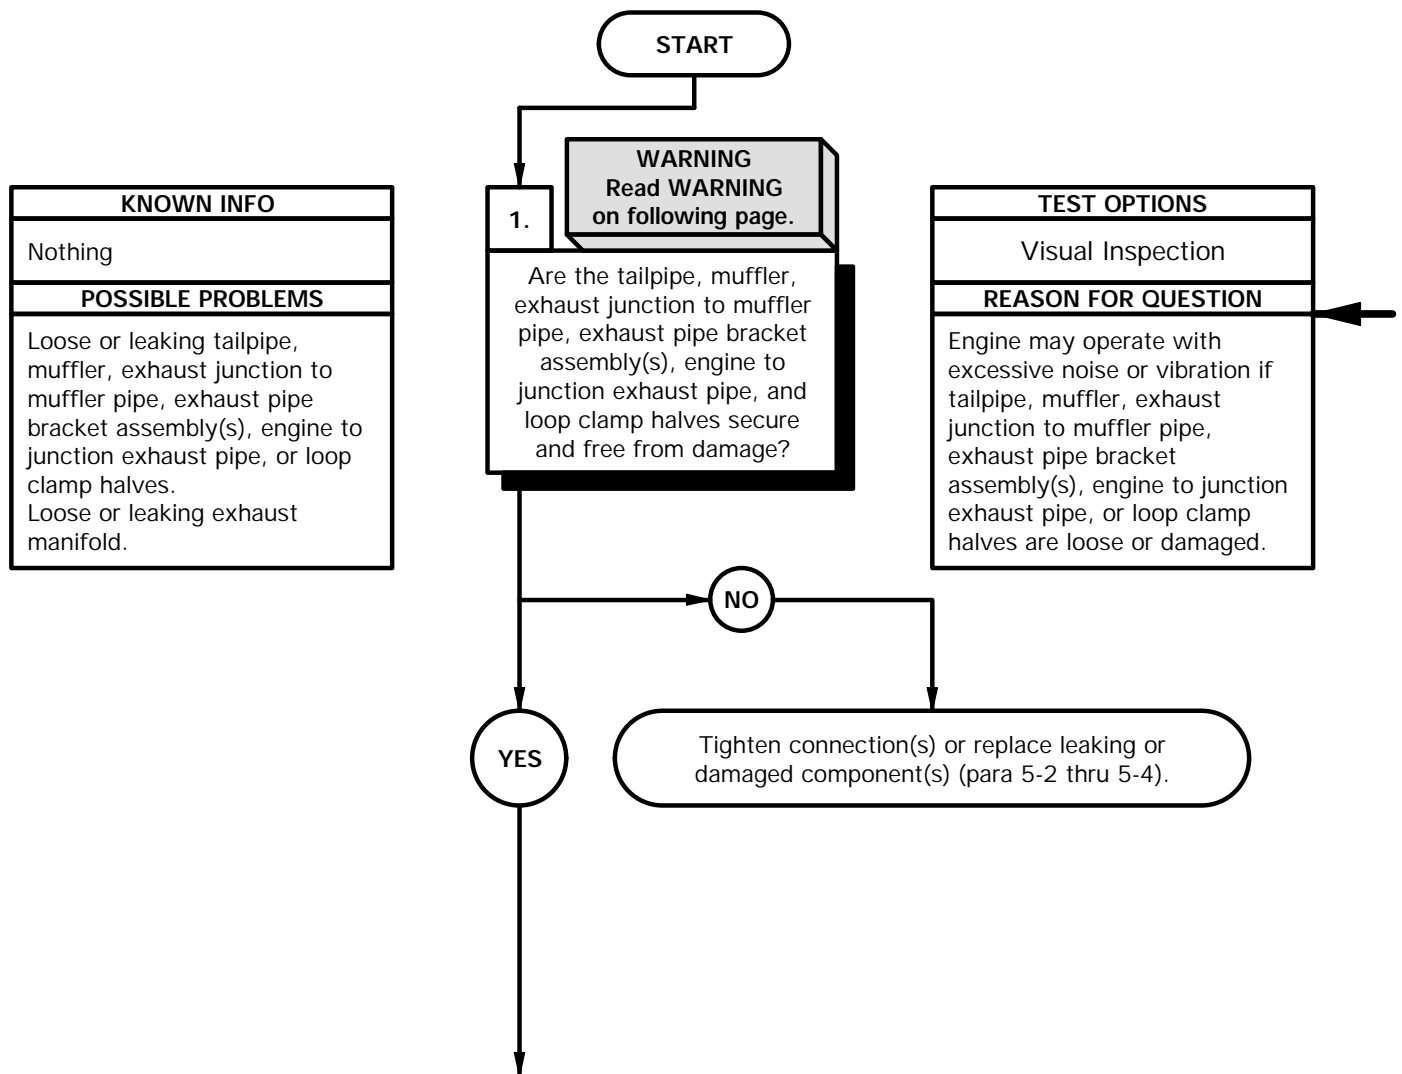 START
WARNING
Read WARNING
on following page.
KNOWN INFO
Nothing
POSSIBLE PROBLEMS
Loose or leaking tailpipe,
muffler, exhaust junction to
muffler pipe, exhaust pipe
bracket assembly(s), engine to
junction exhaust pipe, or loop
clamp halves.
Loose or leaking exhaust
manifold.
1.
Are the tailpipe, muffler,
exhaust junction to muffler
pipe, exhaust pipe bracket
assembly(s), engine to
junction exhaust pipe, and
loop clamp halves secure
and free from damage?
TEST OPTIONS
Visual Inspection
REASON FOR QUESTION
Engine may operate with
excessive noise or vibration if
tailpipe, muffler, exhaust
junction to muffler pipe,
exhaust pipe bracket
assembly(s), engine to junction
exhaust pipe, or loop clamp
halves are loose or damaged.
NO
YES
Tighten connection(s) or replace leaking or
damaged component(s) (para 5-2 thru 5-4).